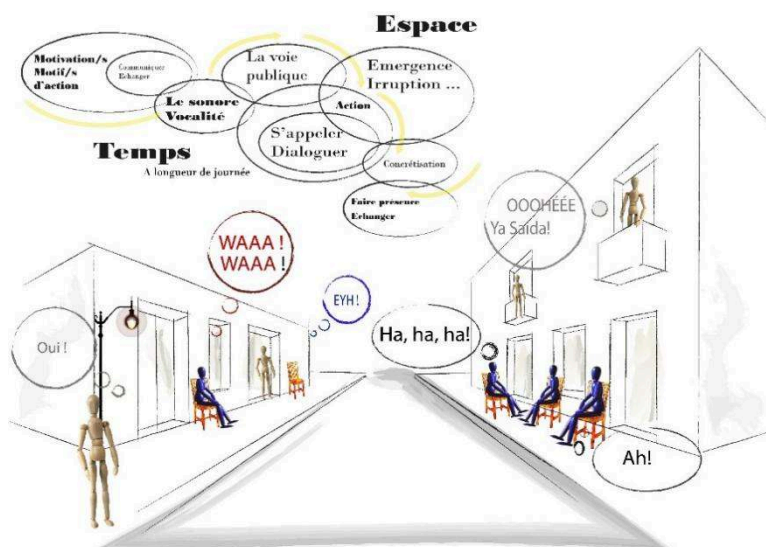 Espace
Motivation/s
Motif/s
d'action
Communiquer
Echanger
La voie
publique
Emergence
Irruption ...
Le sonore
Vocalité
Action
S'appeler
Dialoguer
Temps
A longueur de journée
Concrétisation
Faire présence
Echanger
OOOHÉÉE
Ya Saida!
WAAA !
WAAA !
EYH !
Oui !
Ha, ha, ha!
Ah!